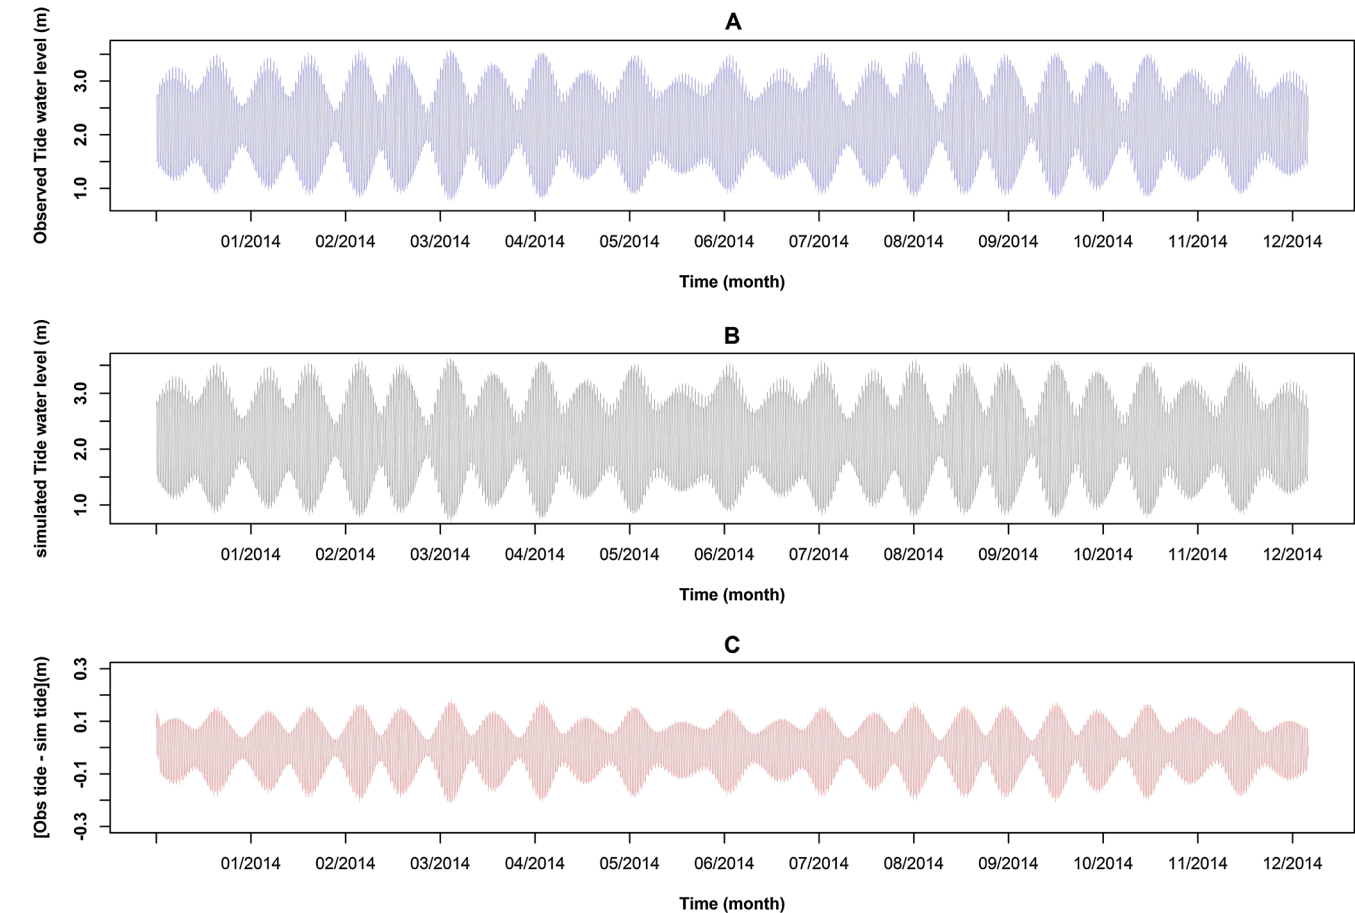 A
Observed Tide water level (m)
3.0
2.0
1.0
01/2014 02/2014 03/2014 04/2014 05/2014 06/2014 07/2014 08/2014 09/2014 10/2014 11/2014 12/2014
Time (month)
B
simulated Tide water level (m)
3.0
2.0
1.0
01/2014 02/2014 03/2014 04/2014 05/2014 06/2014 07/2014 08/2014 09/2014 10/2014 11/2014 12/2014
Time (month)
C
[Obs tide - sim tide](m)
0.3
0.1
-0.1
-0.3
01/2014 02/2014 03/2014 04/2014 05/2014 06/2014 07/2014 08/2014 09/2014 10/2014 11/2014 12/2014
Time (month)